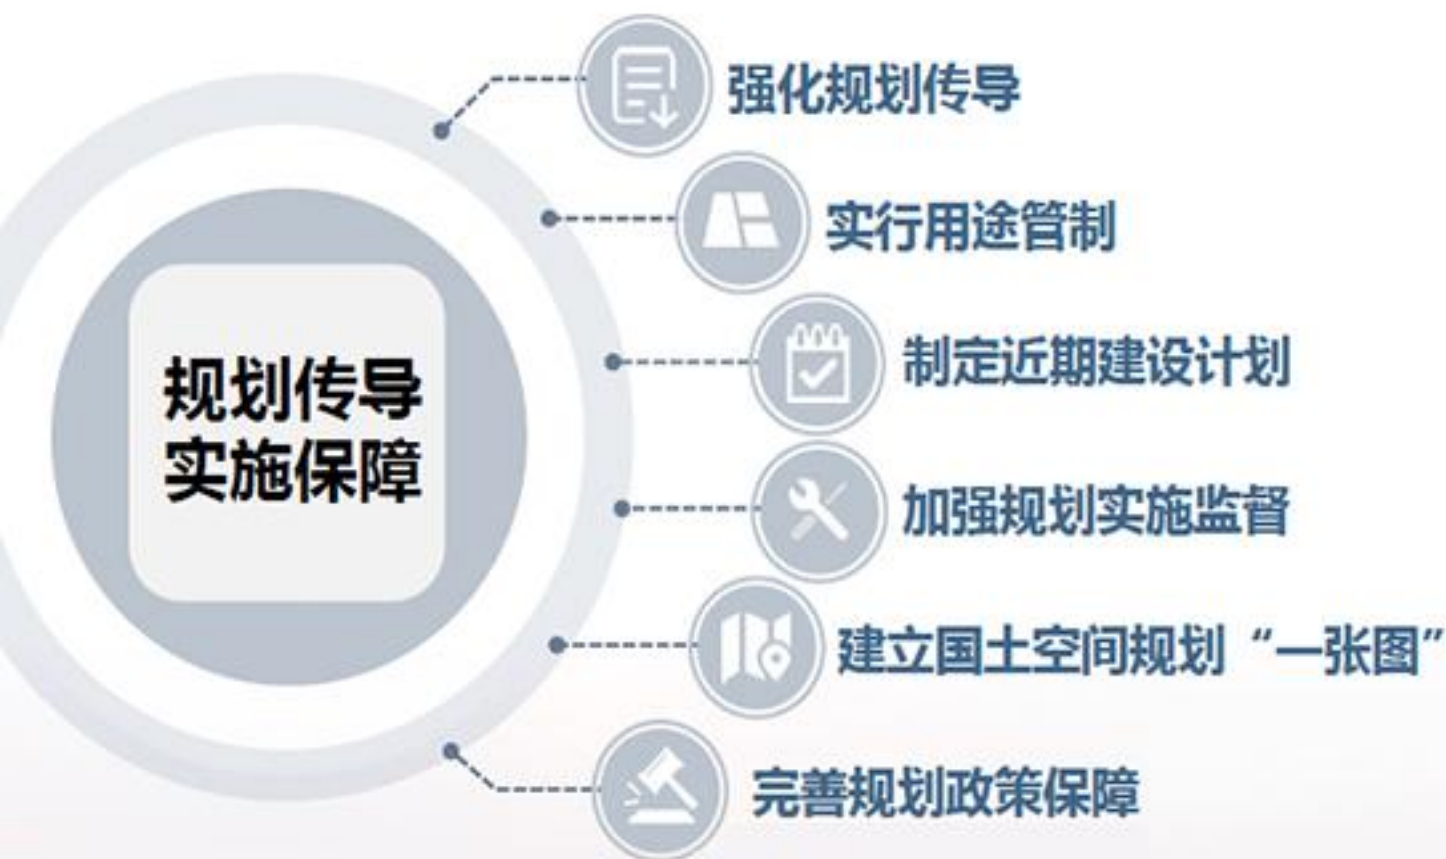 规划传导
实施保障
强化规划传导
实行用途管制
制定近期建设计划
加强规划实施监督
建立国土空间规划“一张图”
完善规划政策保障